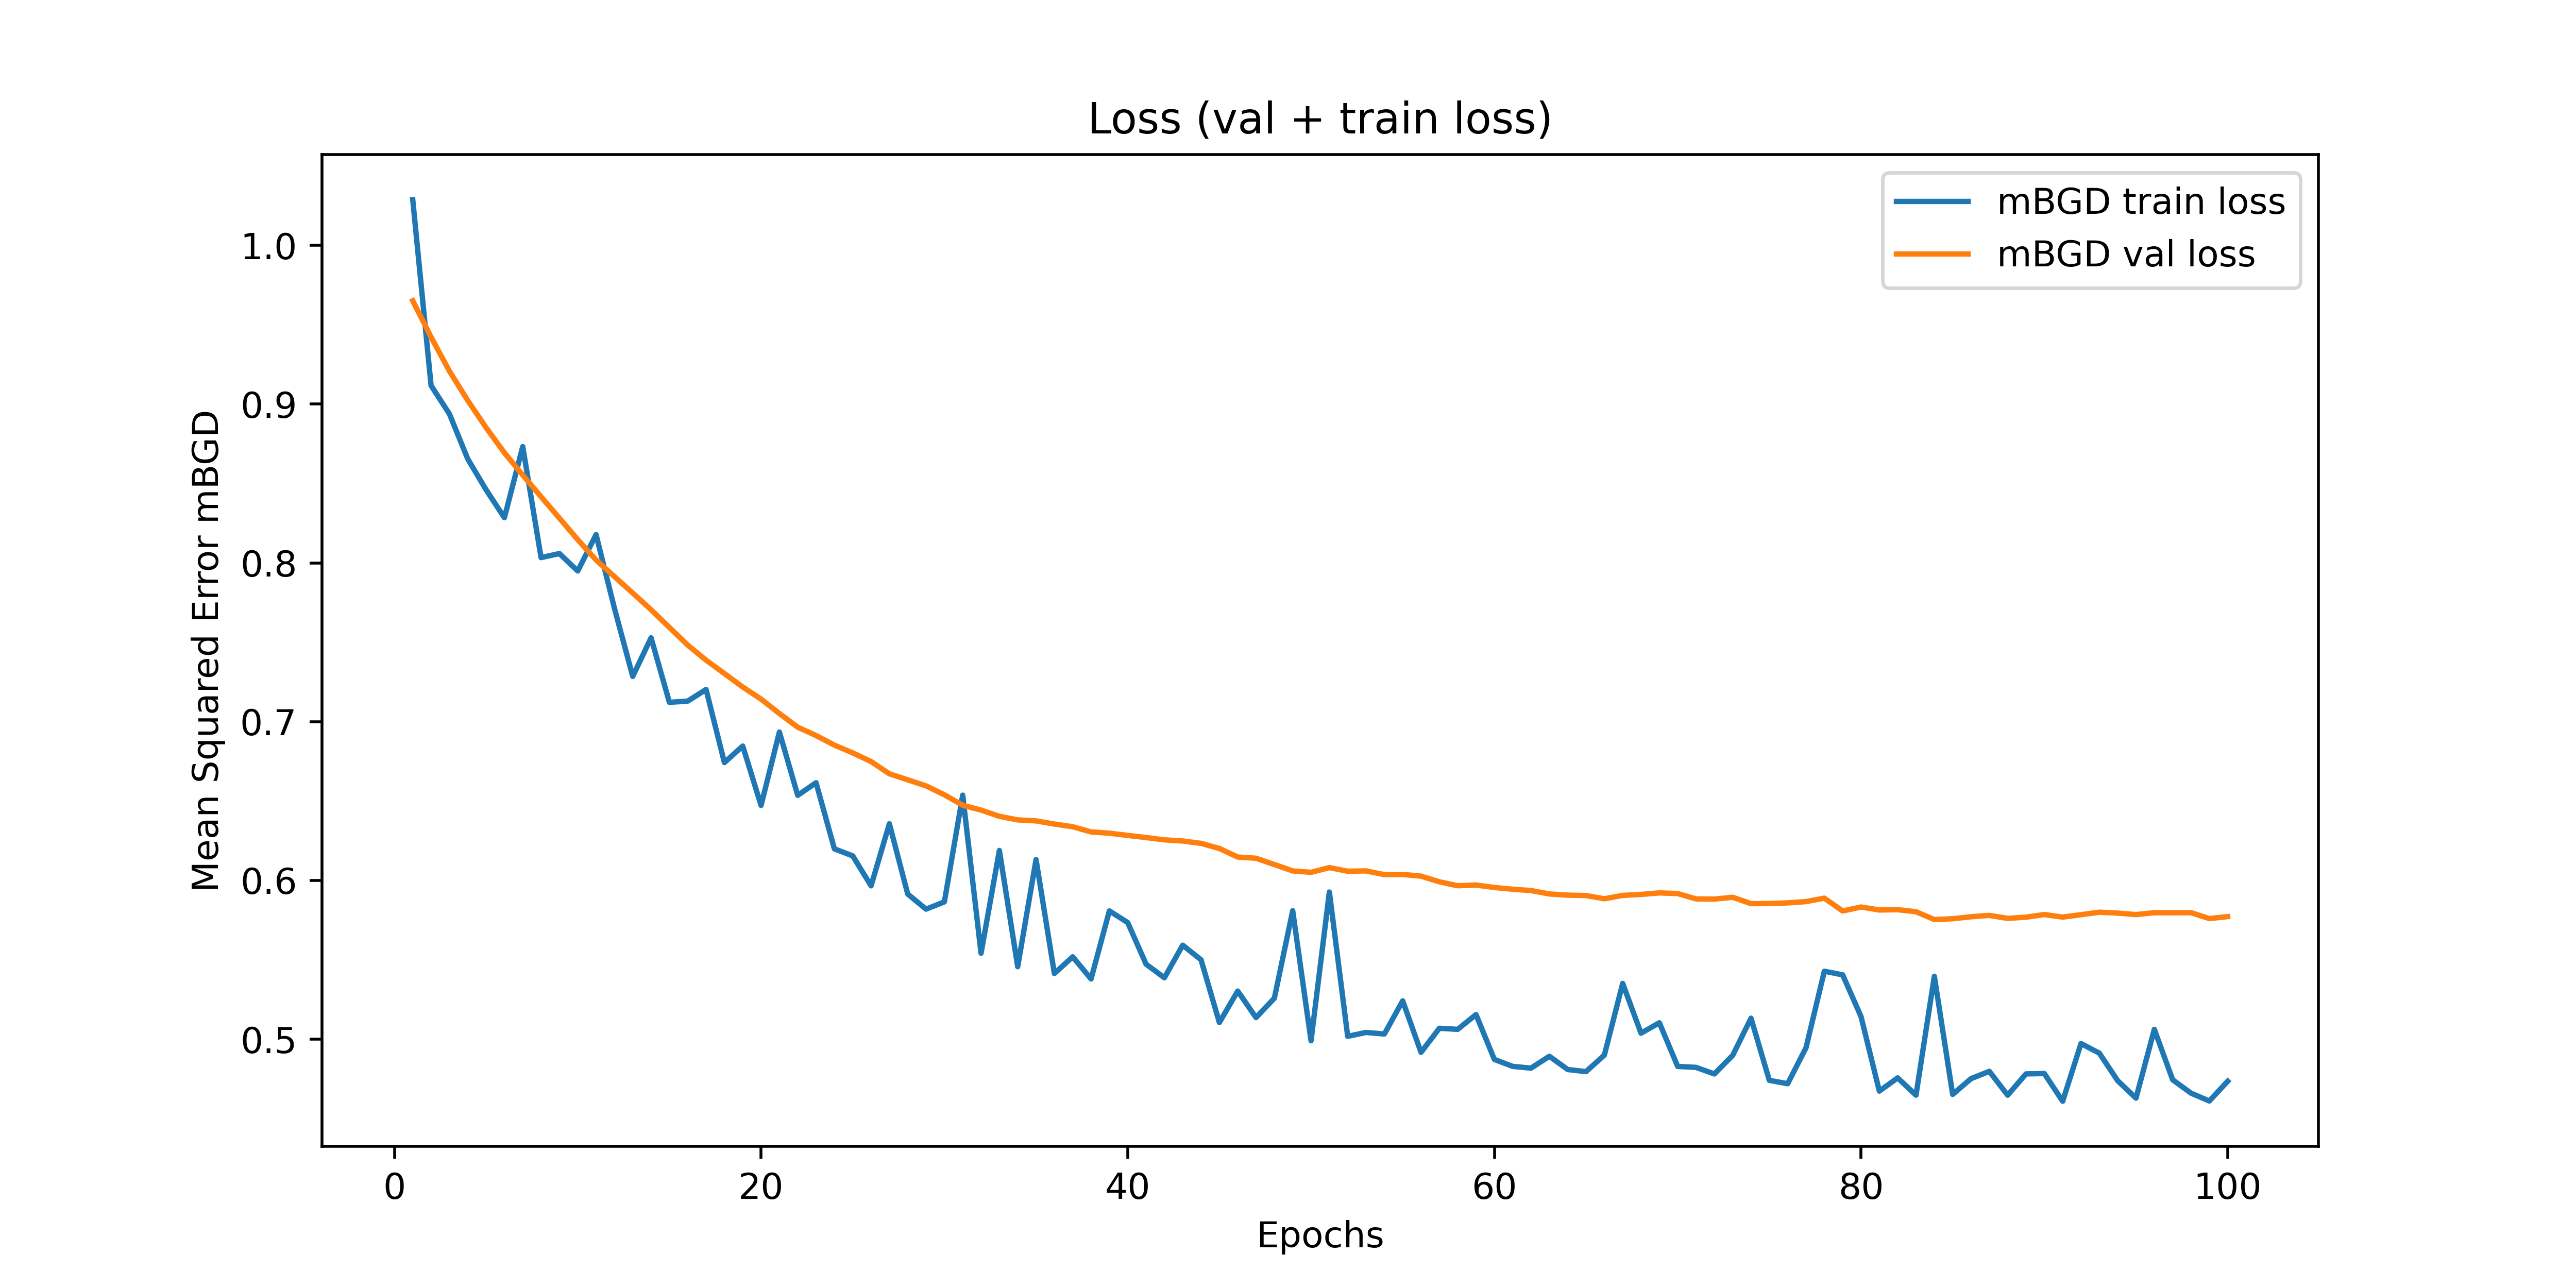 Loss (val + train loss)
mBGD train loss
mBGD val loss
Mean Squared Error mBGD
1.0
0.9
0.8
0.7
0.6
0.5
0 20 40 60 80 100
Epochs